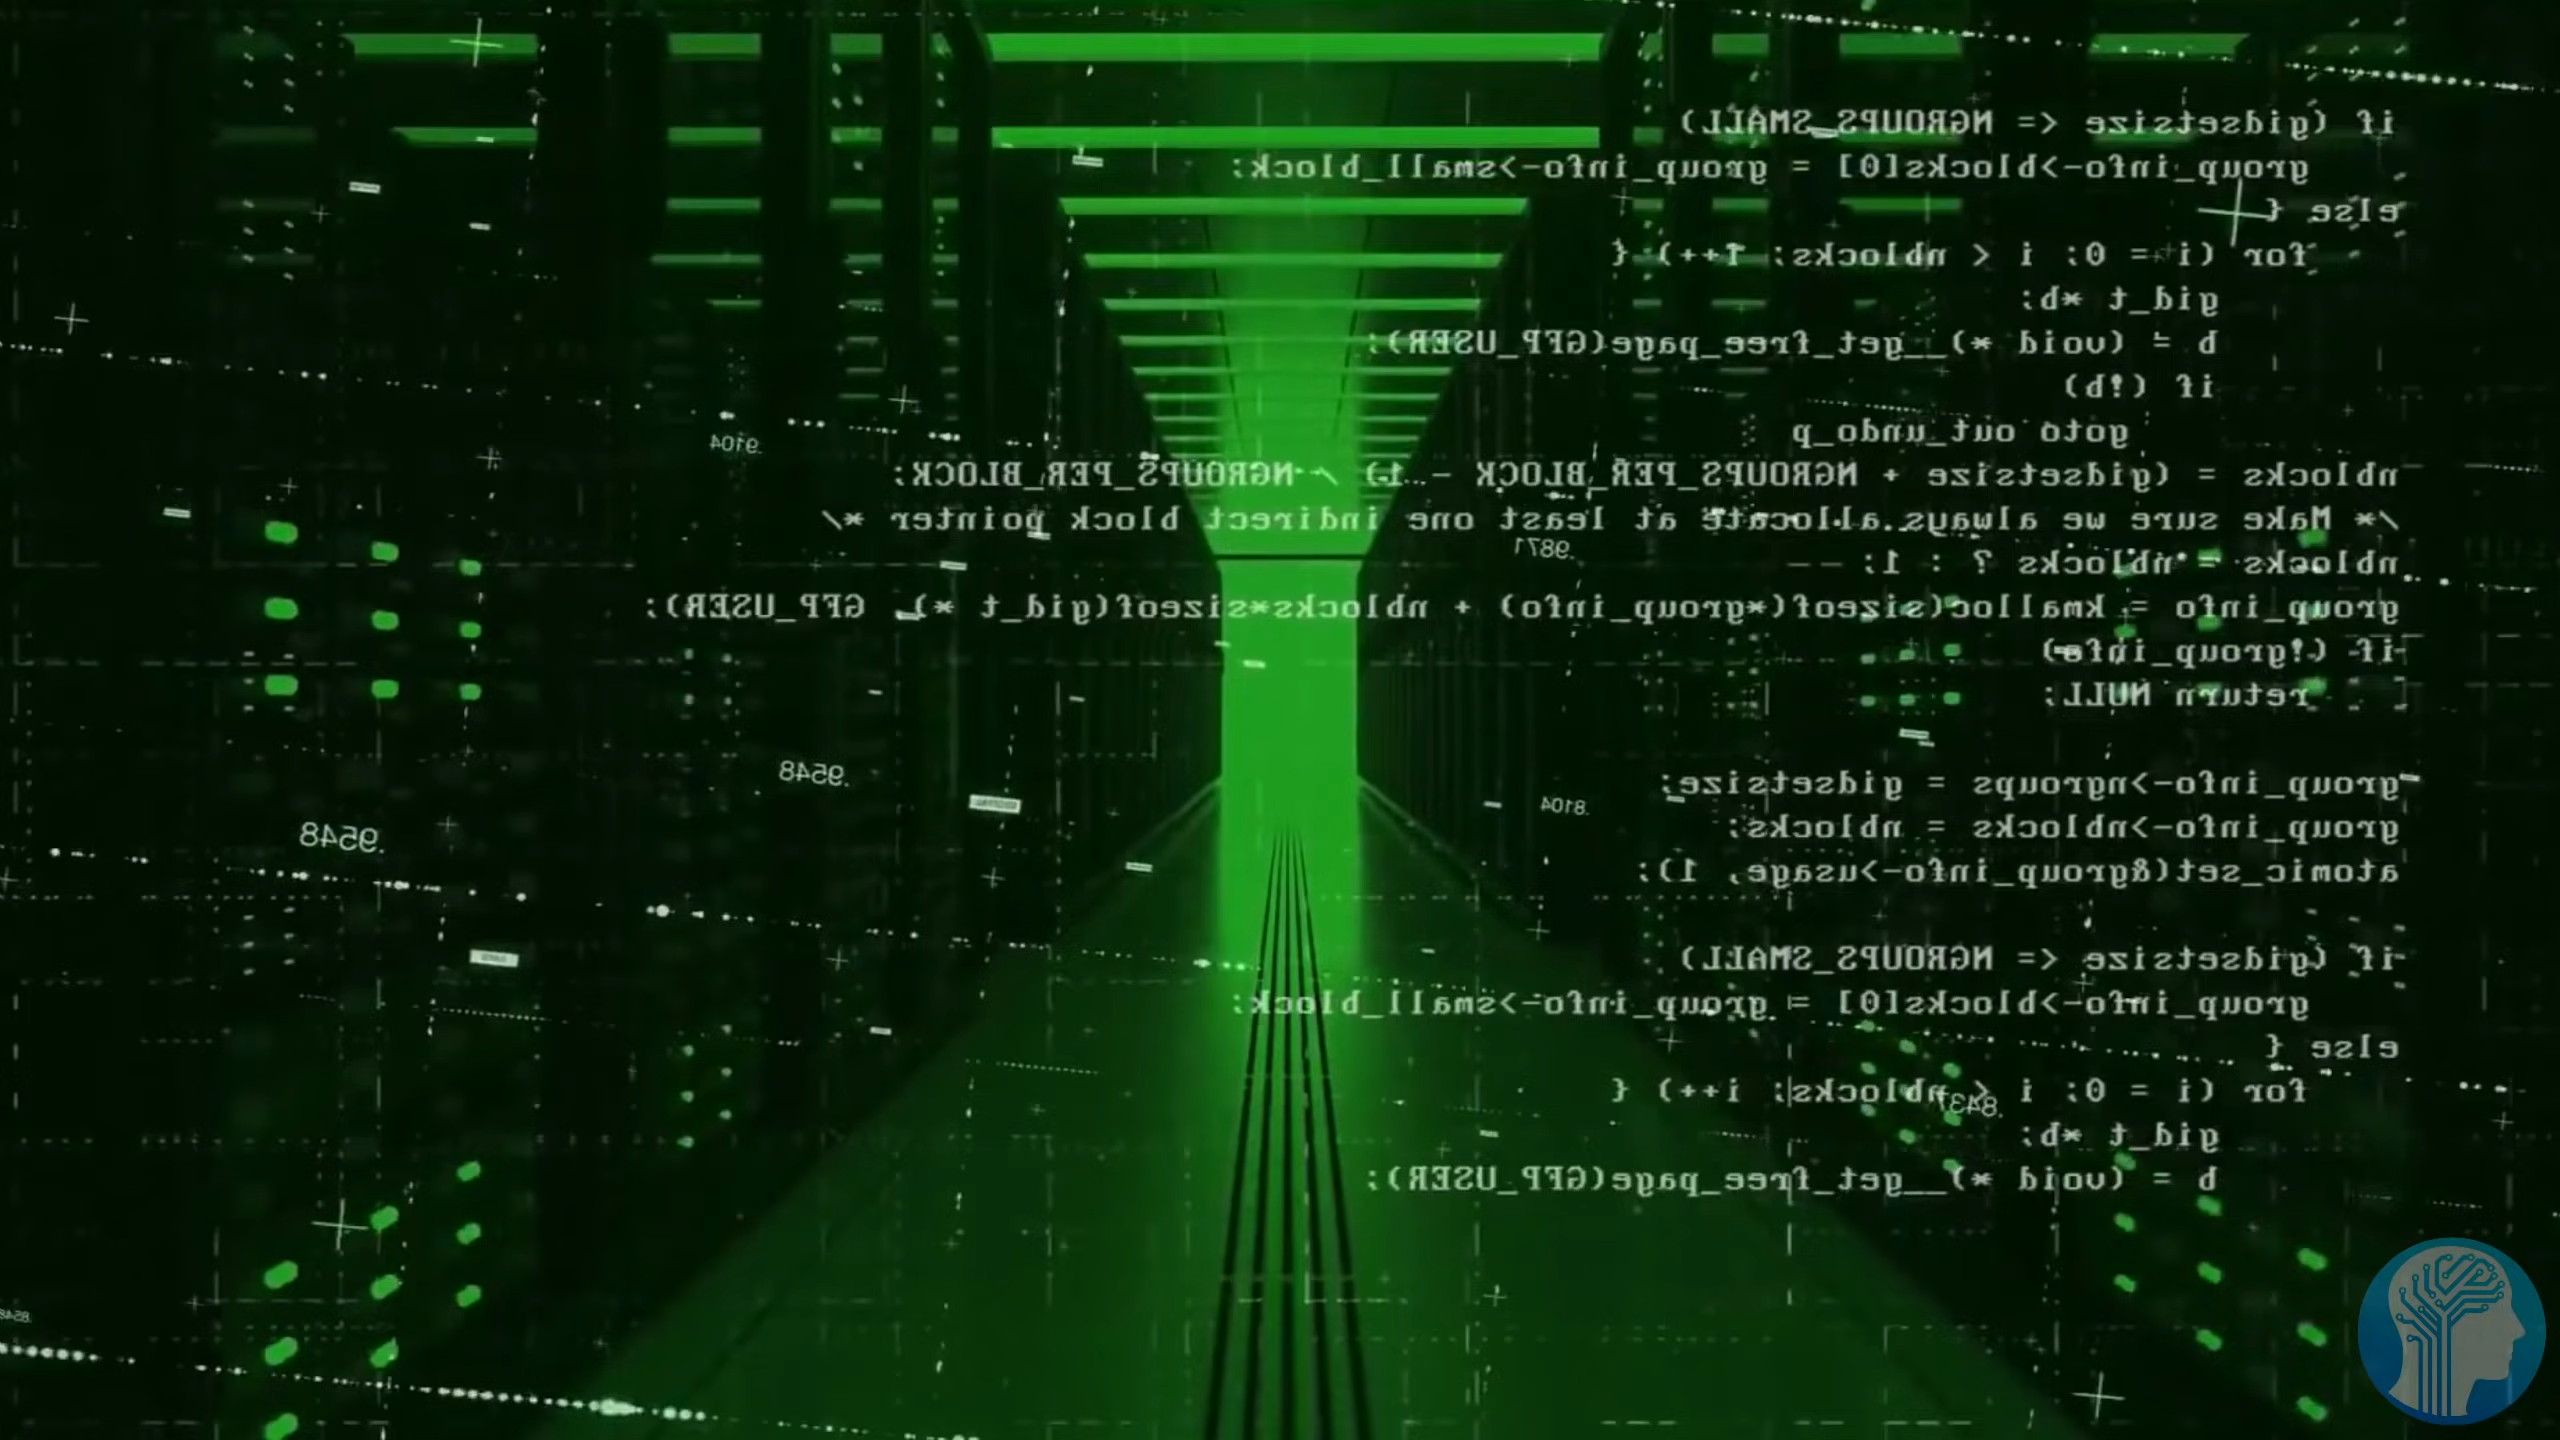 if (gidsetsize <= NGROUPS_SMALL)
group_info->blocks[0] = group_info->small_block;
else {
for (i = 0; i < nblocks; i++) {
gid_t *b;
b = (void *)__get_free_page(GFP_USER);
if (!b)
goto out_undo_p
nblocks = (gidsetsize + NGROUPS_PER_BLOCK - 1) / NGROUPS_PER_BLOCK;
/* Make sure we always allocate at least one indirect block pointer */
nblocks = nblocks ? : 1;
group_info = kmalloc(sizeof(*group_info) + nblocks*sizeof(gid_t *), GFP_USER);
if (!group_info)
return NULL;
group_info->ngroups = gidsetsize;
group_info->nblocks = nblocks;
atomic_set(&group_info->usage, 1);
if (gidsetsize <= NGROUPS_SMALL)
group_info->blocks[0] = group_info->small_block;
else {
for (i = 0; i < nblocks; i++) {
gid_t *b;
b = (void *)__get_free_page(GFP_USER);
.9104
.9871
.9548
.8104
.9548